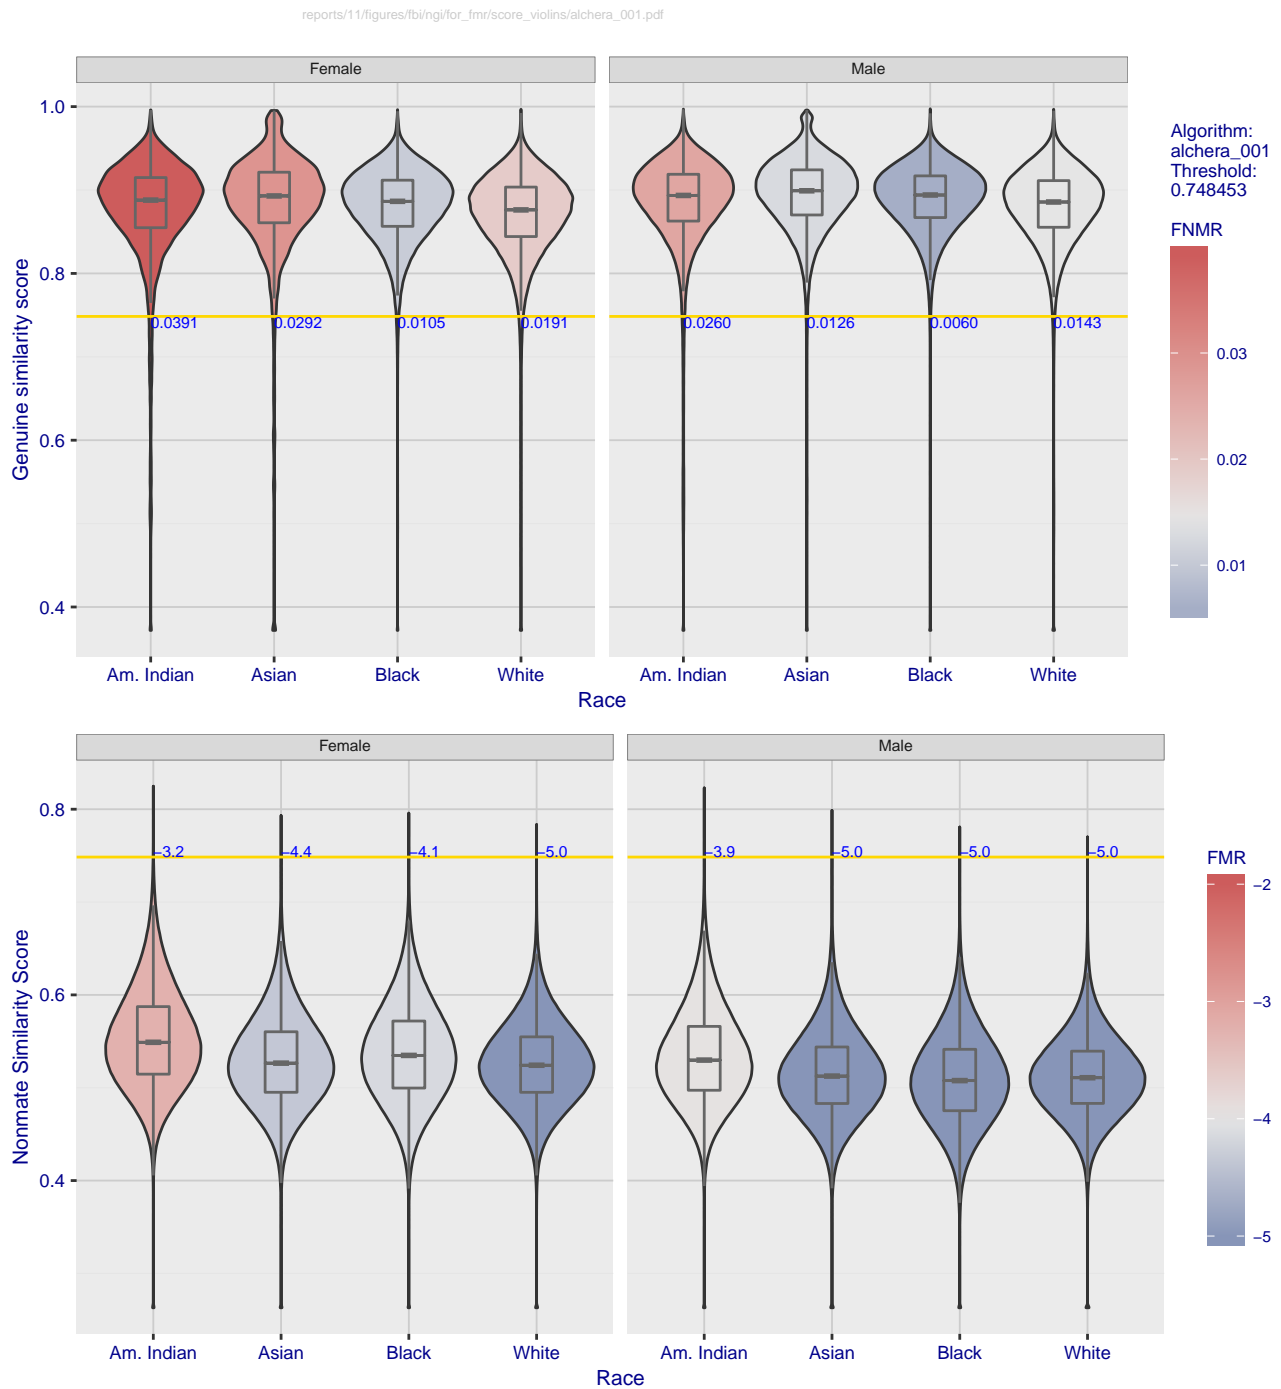 reports/11/figures/fbi/ngi/for_fmr/score_violins/alchera_001.pdf
Female
Male
Genuine similarity score
1.0
0.8
0.6
0.4
0.0391
0.0292
0.0105
0.0191
0.0260
0.0126
0.0060
0.0143
Am. Indian
Asian
Black
White
Am. Indian
Asian
Black
White
Race
Algorithm:
alchera_001
Threshold:
0.748453
FNMR
0.03
0.02
0.01
Female
Male
Nonmate Similarity Score
0.8
0.6
0.4
−3.2
−4.4
−4.1
−5.0
−3.9
−5.0
−5.0
−5.0
Am. Indian
Asian
Black
White
Am. Indian
Asian
Black
White
Race
FMR
−2
−3
−4
−5